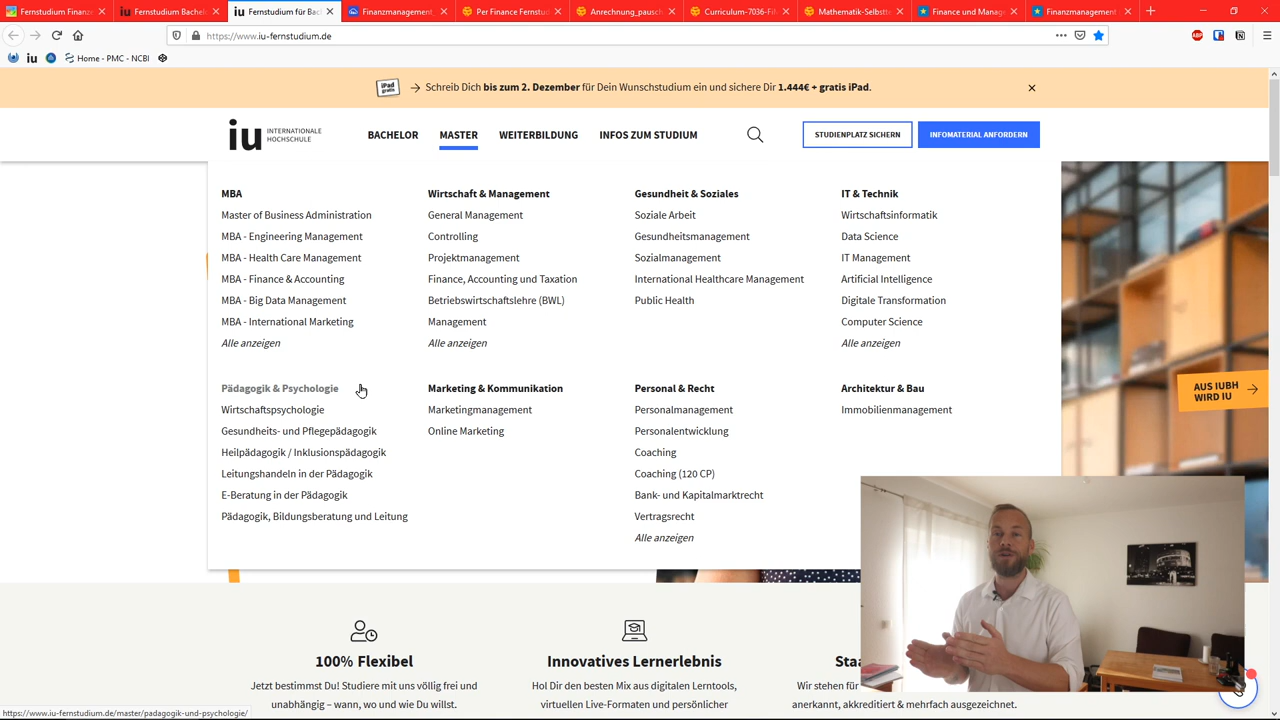 Fernstudium Finanz
Fernstudium Bachel
Fernstudium für Bac
Finanzmanagement
Per Finance Fernstud
Anrechnung_pausch
Curriculum-7036-Fil
Mathematik-Selbstte
Finance und Manag
Finanzmanagement
https://www.iu-fernstudium.de
ABP
iu
Home - PMC - NCBI
iPad gratis
Schreib Dich bis zum 2. Dezember für Dein Wunschstudium ein und sichere Dir 1.444€ + gratis iPad.
iu INTERNATIONALE HOCHSCHULE
BACHELOR
MASTER
WEITERBILDUNG
INFOS ZUM STUDIUM
STUDIENPLATZ SICHERN
INFOMATERIAL ANFORDERN
MBA
Master of Business Administration
MBA - Engineering Management
MBA - Health Care Management
MBA - Finance & Accounting
MBA - Big Data Management
MBA - International Marketing
Alle anzeigen
Wirtschaft & Management
General Management
Controlling
Projektmanagement
Finance, Accounting und Taxation
Betriebswirtschaftslehre (BWL)
Management
Alle anzeigen
Gesundheit & Soziales
Soziale Arbeit
Gesundheitsmanagement
Sozialmanagement
International Healthcare Management
Public Health
IT & Technik
Wirtschaftsinformatik
Data Science
IT Management
Artificial Intelligence
Digitale Transformation
Computer Science
Alle anzeigen
Pädagogik & Psychologie
Wirtschaftspsychologie
Gesundheits- und Pflegepädagogik
Heilpädagogik / Inklusionspädagogik
Leitungshandeln in der Pädagogik
E-Beratung in der Pädagogik
Pädagogik, Bildungsberatung und Leitung
Marketing & Kommunikation
Marketingmanagement
Online Marketing
Personal & Recht
Personalmanagement
Personalentwicklung
Coaching
Coaching (120 CP)
Bank- und Kapitalmarktrecht
Vertragsrecht
Alle anzeigen
Architektur & Bau
Immobilienmanagement
AUS IUBH
WIRD IU
100% Flexibel
Jetzt bestimmst Du! Studiere mit uns völlig frei und
unabhängig – wann, wo und wie Du willst.
Innovatives Lernerlebnis
Hol Dir den besten Mix aus digitalen Lerntools,
virtuellen Live-Formaten und persönlicher
Staa
Wir stehen für
anerkannt, akkreditiert & mehrfach ausgezeichnet.
https://www.iu-fernstudium.de/master/padagogik-und-psychologie/